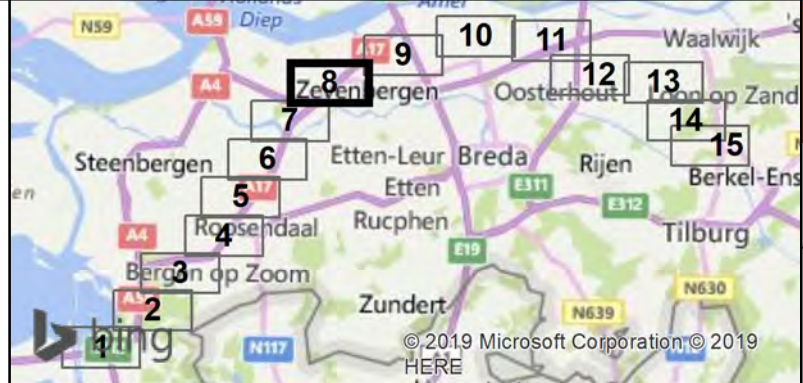 N59
A59
Diep
10
11
9
A17
Waalwijk
8
12
13
A4
Zevenbergen
Oosterhout
Loon op Zand
7
14
Steenbergen
6
Etten-Leur
Breda
15
Rijen
5
A17
Etten
E311
Berkel-Ens
E312
4
Roosendaal
Rucphen
A4
E19
Tilburg
3
Bergen op Zoom
2
Zundert
N630
N639
bing
1
N117
© 2019 Microsoft Corporation © 2019
HERE